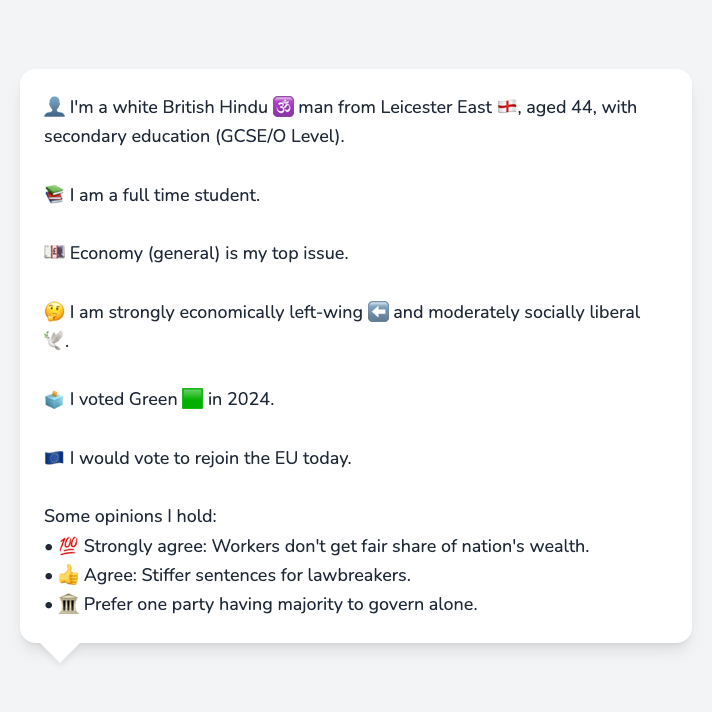 👤 I'm a white British Hindu 🕉️ man from Leicester East 🏴󠁧󠁢󠁥󠁮󠁧󠁿, aged 44, with
secondary education (GCSE/O Level).
📚 I am a full time student.
💷 Economy (general) is my top issue.
🤔 I am strongly economically left-wing ⬅️ and moderately socially liberal
🕊️.
🗳️ I voted Green 🟩 in 2024.
🇪🇺 I would vote to rejoin the EU today.
Some opinions I hold:
• 💯 Strongly agree: Workers don't get fair share of nation's wealth.
• 👍 Agree: Stiffer sentences for lawbreakers.
• 🏛️ Prefer one party having majority to govern alone.